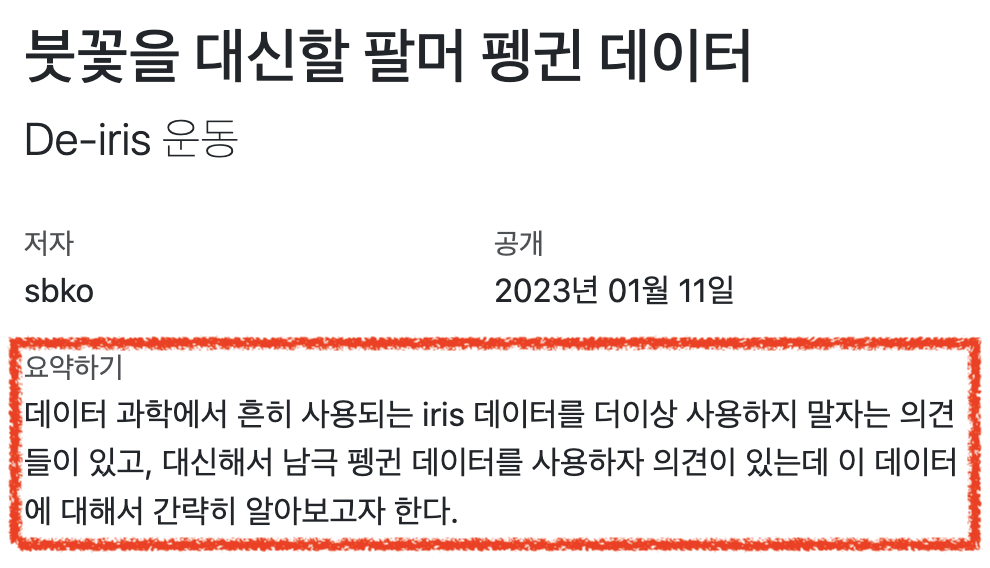 붓꽃을 대신할 팔머 펭귄 데이터
De-iris 운동
저자
공개
sbko
2023년 01월 11일
요약하기
데이터 과학에서 흔히 사용되는 iris 데이터를 더이상 사용하지 말자는 의견
들이 있고, 대신해서 남극 펭귄 데이터를 사용하자 의견이 있는데 이 데이터
에 대해서 간략히 알아보고자 한다.